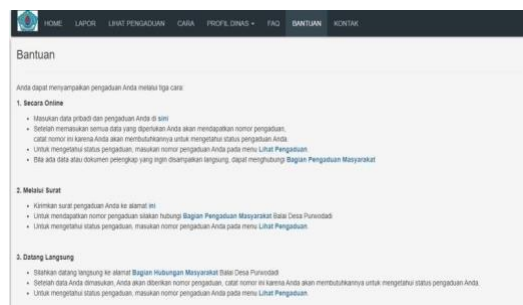 HOME LAPOR LIHAT PENGADUAN CARA PROFIL DINAS FAQ BANTUAN KONTAK
Bantuan
Anda dapat menyampaikan pengaduan Anda melalui tiga cara:
1. Secara Online
Masukan data pribadi dan pengaduan Anda di sini
Setelah memasukan semua data yang diperlukan Anda akan mendapatkan nomor pengaduan,
catat nomor ini karena Anda akan membutuhkannya untuk mengetahui status pengaduan Anda.
Untuk mengetahui status pengaduan, masukan nomor pengaduan Anda pada menu Lihat Pengaduan.
Bila ada data atau dokumen pelengkap yang ingin disampaikan langsung, dapat menghubungi Bagian Pengaduan Masyarakat
2. Melalui Surat
Kirimkan surat pengaduan Anda ke alamat ini
Untuk mendapatkan nomor pengaduan silakan hubungi Bagian Pengaduan Masyarakat Balai Desa Purwodadi
Untuk mengetahui status pengaduan, masukan nomor pengaduan Anda pada menu Lihat Pengaduan.
3. Datang Langsung
Silahkan datang langsung ke alamat Bagian Hubungan Masyarakat Balai Desa Purwodadi
Setelah data Anda dimasukan, Anda akan diberikan nomor pengaduan, catat nomor ini karena Anda akan membutuhkannya untuk mengetahui status pengaduan Anda.
Untuk mengetahui status pengaduan, masukan nomor pengaduan Anda pada menu Lihat Pengaduan.